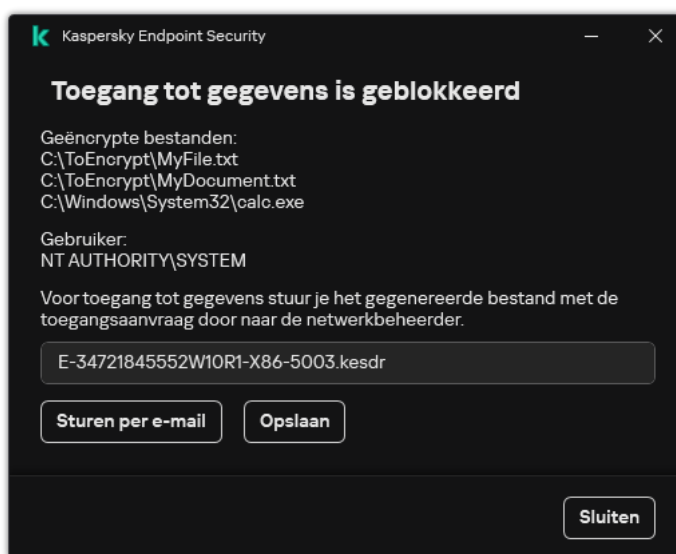 Kaspersky Endpoint Security
Toegang tot gegevens is geblokkeerd
Geëncrypte bestanden:
C:\ToEncrypt\MyFile.txt
C:\ToEncrypt\MyDocument.txt
C:\Windows\System32\calc.exe
Gebruiker:
NT AUTHORITY\SYSTEM
Voor toegang tot gegevens stuur je het gegenereerde bestand met de
toegangsaanvraag door naar de netwerkbeheerder.
E-34721845552W10R1-X86-5003.kesdr
Sturen per e-mail Opslaan
Sluiten